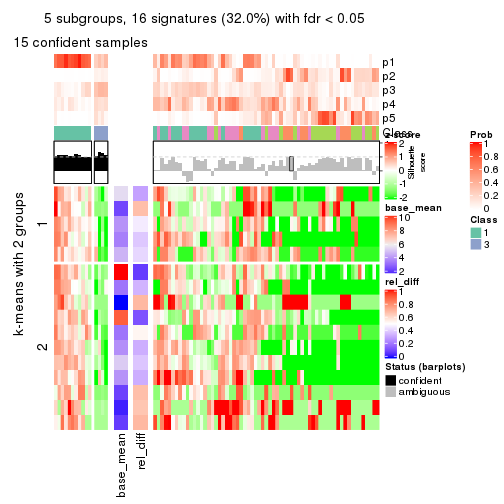 5 subgroups, 16 signatures (32.0%) with fdr < 0.05
15 confident samples
p1
p2
p3
p4
p5
Class
Silhouette
score
1
2
k-means with 2 groups
base_mean
rel_diff
z-score
2
1
0
-1
-2
base_mean
10
8
6
4
2
rel_diff
1
0.8
0.6
0.4
0.2
0
Status (barplots)
confident
ambiguous
Prob
1
0.8
0.6
0.4
0.2
0
Class
1
3